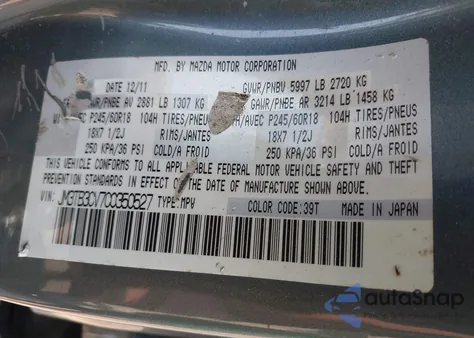 MFD. BY MAZDA MOTOR CORPORATION
DATE 12/11 GVWR/PNBV 5997 LB 2720 KG
/PNBE AV 2881 LB 1307 KG GAWR/PNBE AR 3214 LB 1458 KG
P245/60R18 104H TIRES/PNEUS /AVEC P245/60R18 104H TIRES/PNEUS
18X7 1/2J RIMS/JANTES 18X7 1/2J RIMS/JANTES
250 KPA/36 PSI COLD/A FROID 250 KPA/36 PSI COLD/A FROID
THIS VEHICLE CONFORMS TO ALL APPLICABLE FEDERAL MOTOR VEHICLE SAFETY AND THEFT
PREVENTION STANDARDS IN EFFECT ON THE DATE OF MANUFACTURE SHOWN ABOVE.
VIN: JM3TB3CV7C0350527 TYPE:MPV COLOR CODE:39T MADE IN JAPAN
autoSnap